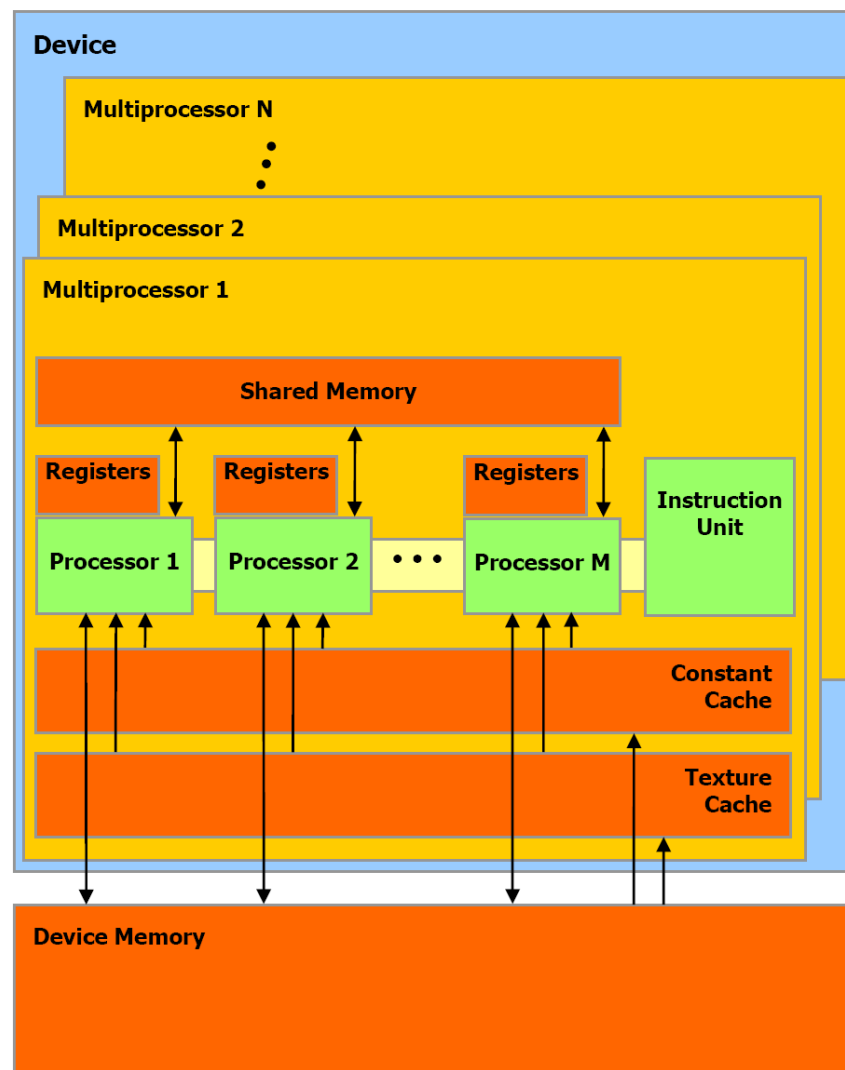 Device
Multiprocessor N
Multiprocessor 2
Multiprocessor 1
Shared Memory
Registers
Registers
Registers
Instruction
Unit
Processor 1
Processor 2
Processor M
Constant
Cache
Texture
Cache
Device Memory